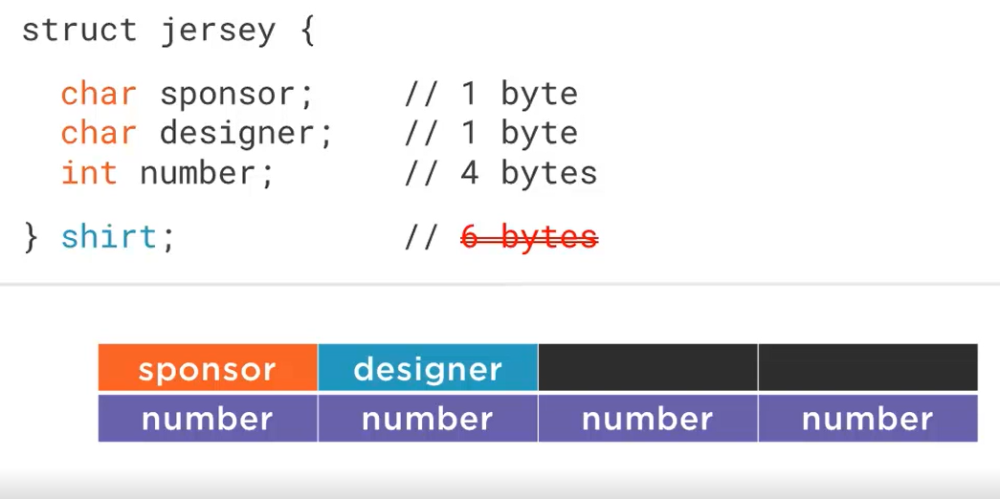 struct jersey {
char sponsor; // 1 byte
char designer; // 1 byte
int number; // 4 bytes
} shirt; // 6 bytes
sponsor designer
number number number number